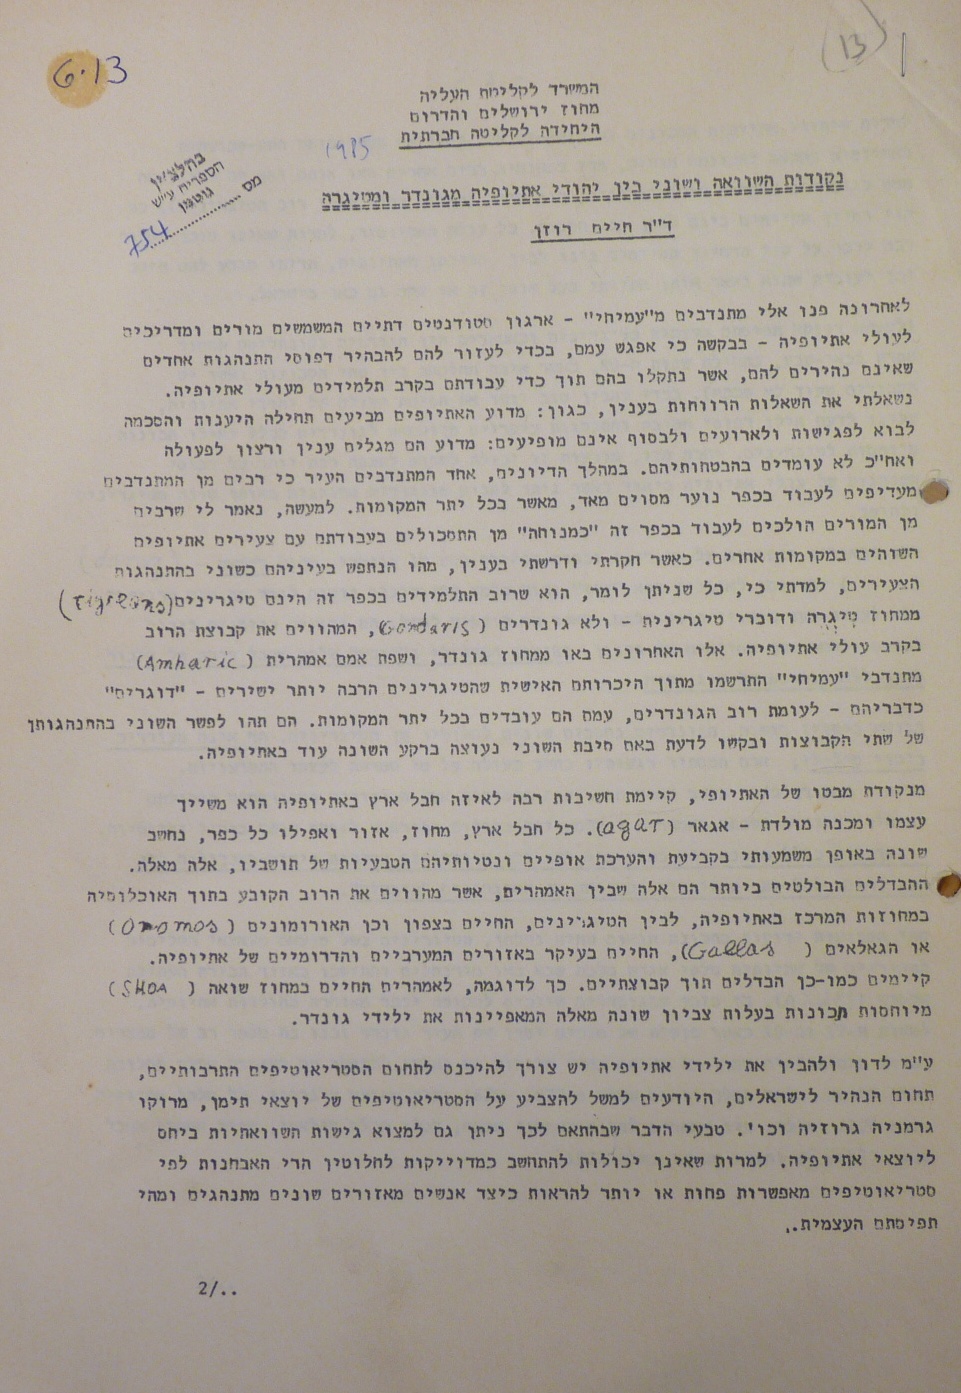 (13)
6.13
המשרד לקליטת העליה
מחוז ירושלים והדרום
היחידה לקליטה חברתית
1985
הספריה ע"ש
גוטמן
מס
754
נקודות השוואה ושוני בין יהודי אתיופיה מגונדר ומטיגרה
ד"ר חיים רוזן
לאחרונה פנו אלי מתנדבים מ"עמיחי" - ארגון סטודנטים דתיים המשמשים מורים ומדריכים
לעולי אתיופיה - בבקשה כי אפגש עמם, בכדי לעזור להם להבהיר דפוסי התנהגות אחדים
שאינם נהירים להם, אשר נתקלו בהם תוך כדי עבודתם בקרב תלמידים מעולי אתיופיה.
נשאלתי את השאלות הרווחות בענין, כגון: מדוע האתיופים מביעים תחילה היענות והסכמה
לבוא לפגישות ולארועים ולבסוף אינם מופיעים: מדוע הם מגלים ענין ורצון לפעולה
ואח"כ לא עומדים בהבטחותיהם. במהלך הדיונים, אחד המתנדבים העיר כי רבים מן המתנדבים
מעדיפים לעבוד בכפר נוער מסוים מאד, מאשר בכל יתר המקומות. למעשה, נאמר לי שרבים
מן המורים הולכים לעבוד בכפר זה "כמנוחה" מן התסכולים בעבודתם עם צעירים אתיופים
השוהים במקומות אחרים. כאשר חקרתי ודרשתי בענין, מהו הנתפש בעיניהם כשוני בהתנהגות
הצעירים, למדתי כי, כל שניתן לומר, הוא שרוב התלמידים בכפר זה הינם טיגרינים (Tigreans)
ממחוז טִיגְרֶה ודוברי טיגרינית - ולא גונדרים (Gondaris), המהווים את קבוצת הרוב
בקרב עולי אתיופיה. אלו האחרונים באו ממחוז גונדר, ושפת אמם אמהרית (Amharic)
מתנדבי "עמיחי" התרשמו מתוך היכרותם האישית שהטיגרינים הרבה יותר ישירים - "דוגרים"
כדבריהם - לעומת רוב הגונדרים, עמם הם עובדים בכל יתר המקומות. הם תהו לפשר השוני בהתנהגותן
של שתי הקבוצות ובקשו לדעת באם סיבת השוני נעוצה ברקע השונה עוד באתיופיה.
מנקודת מבטו של האתיופי, קיימת חשיבות רבה לאיזה חבל ארץ באתיופיה הוא משייך
עצמו ומכנה מולדת - אגאר (agar). כל חבל ארץ, מחוז, אזור ואפילו כל כפר, נחשב
שונה באופן משמעותי בקביעת והערכת אופיים ונטיותיהם הטבעיות של תושביו, אלה מאלה.
ההבדלים הבולטים ביותר הם אלה שבין האמהרים, אשר מהווים את הרוב הקובע בתוך האוכלוסיה
במחוזות המרכז באתיופיה, לבין הטיגרינים, החיים בצפון וכן האורומונים (Oromos)
או הגאלאים (Gallas), החיים בעיקר באזורים המערביים והדרומיים של אתיופיה.
קיימים כמו-כן הבדלים תוך קבוצתיים. כך לדוגמה, לאמהרים החיים במחוז שואה (SHOA)
מיוחסות תכונות בעלות צביון שונה מאלה המאפיינות את ילידי גונדר.
ע"מ לדון ולהבין את ילידי אתיופיה יש צורך להיכנס לתחום הסטריאוטיפים התרבותיים,
תחום הנהיר לישראלים, היודעים למשל להצביע על הסטריאוטיפים של יוצאי תימן, מרוקו
גרמניה גרוזיה וכו'. טבעי הדבר שבהתאם לכך ניתן גם למצוא גישות השוואתיות ביחס
ליוצאי אתיופיה. למרות שאינן יכולות להתחשב כמדוייקות לחלוטין הרי האבחנות לפי
סטריאוטיפים מאפשרות פחות או יותר להראות כיצד אנשים מאזורים שונים מתנהגים ומהי
תפיסתם העצמית.
2/..